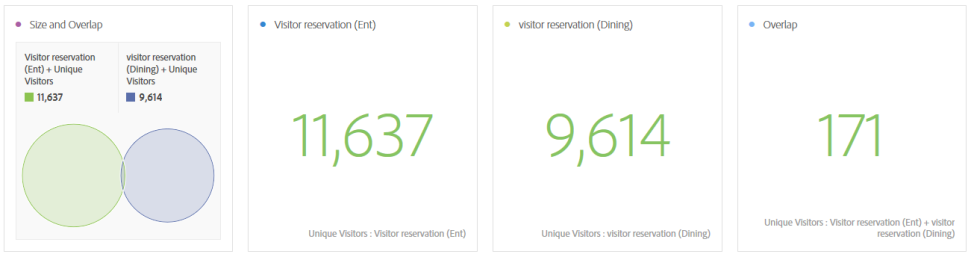 Size and Overlap
Visitor reservation
(Ent) + Unique
Visitors
11,637
visitor reservation
(Dining) + Unique
Visitors
9,614
Visitor reservation (Ent)
11,637
Unique Visitors : Visitor reservation (Ent)
visitor reservation (Dining)
9,614
Unique Visitors : visitor reservation (Dining)
Overlap
171
Unique Visitors : Visitor reservation (Ent) + visitor
reservation (Dining)